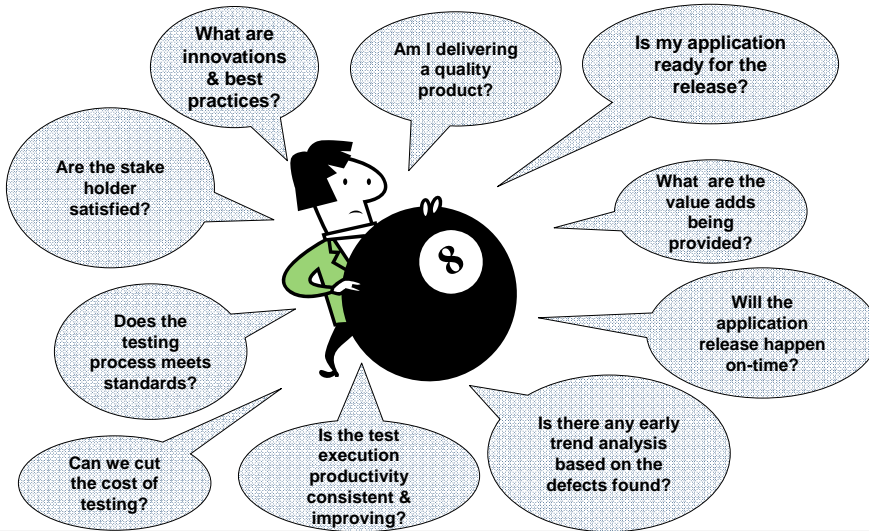 What are
innovations
& best
practices?
Am I delivering
a quality
product?
Is my application
ready for the
release?
Are the stake
holder
satisfied?
What are the
value adds
being
provided?
8
Does the
testing
process meets
standards?
Will the
application
release happen
on-time?
Can we cut
the cost of
testing?
Is the test
execution
productivity
consistent &
improving?
Is there any early
trend analysis
based on the
defects found?